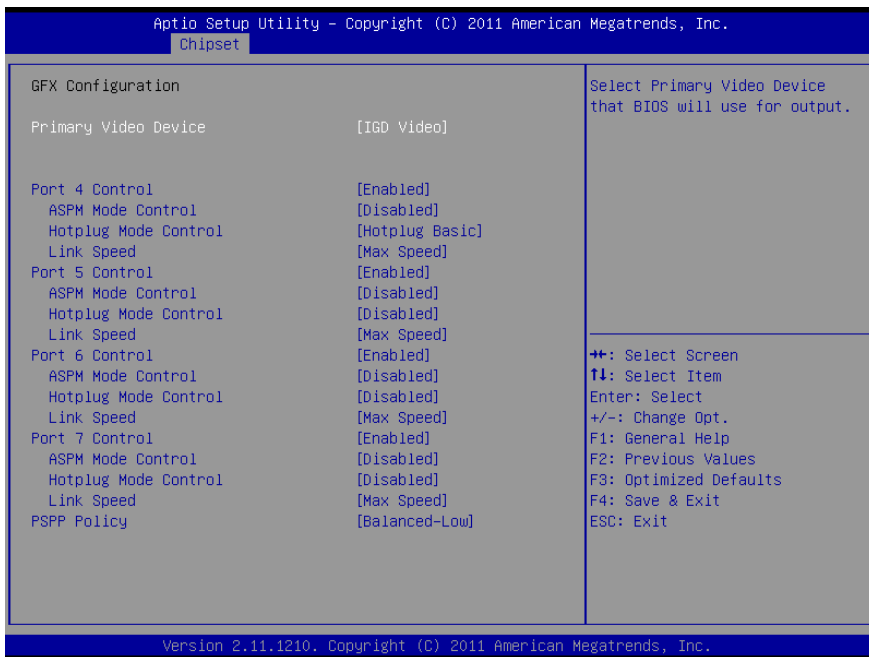 Aptio Setup Utility – Copyright (C) 2011 American Megatrends, Inc.
Chipset
GFX Configuration
Primary Video Device [IGD Video]
Port 4 Control [Enabled]
ASPM Mode Control [Disabled]
Hotplug Mode Control [Hotplug Basic]
Link Speed [Max Speed]
Port 5 Control [Enabled]
ASPM Mode Control [Disabled]
Hotplug Mode Control [Disabled]
Link Speed [Max Speed]
Port 6 Control [Enabled]
ASPM Mode Control [Disabled]
Hotplug Mode Control [Disabled]
Link Speed [Max Speed]
Port 7 Control [Enabled]
ASPM Mode Control [Disabled]
Hotplug Mode Control [Disabled]
Link Speed [Max Speed]
PSPP Policy [Balanced-Low]
Select Primary Video Device
that BIOS will use for output.
→←: Select Screen
↑↓: Select Item
Enter: Select
+/-: Change Opt.
F1: General Help
F2: Previous Values
F3: Optimized Defaults
F4: Save & Exit
ESC: Exit
Version 2.11.1210. Copyright (C) 2011 American Megatrends, Inc.